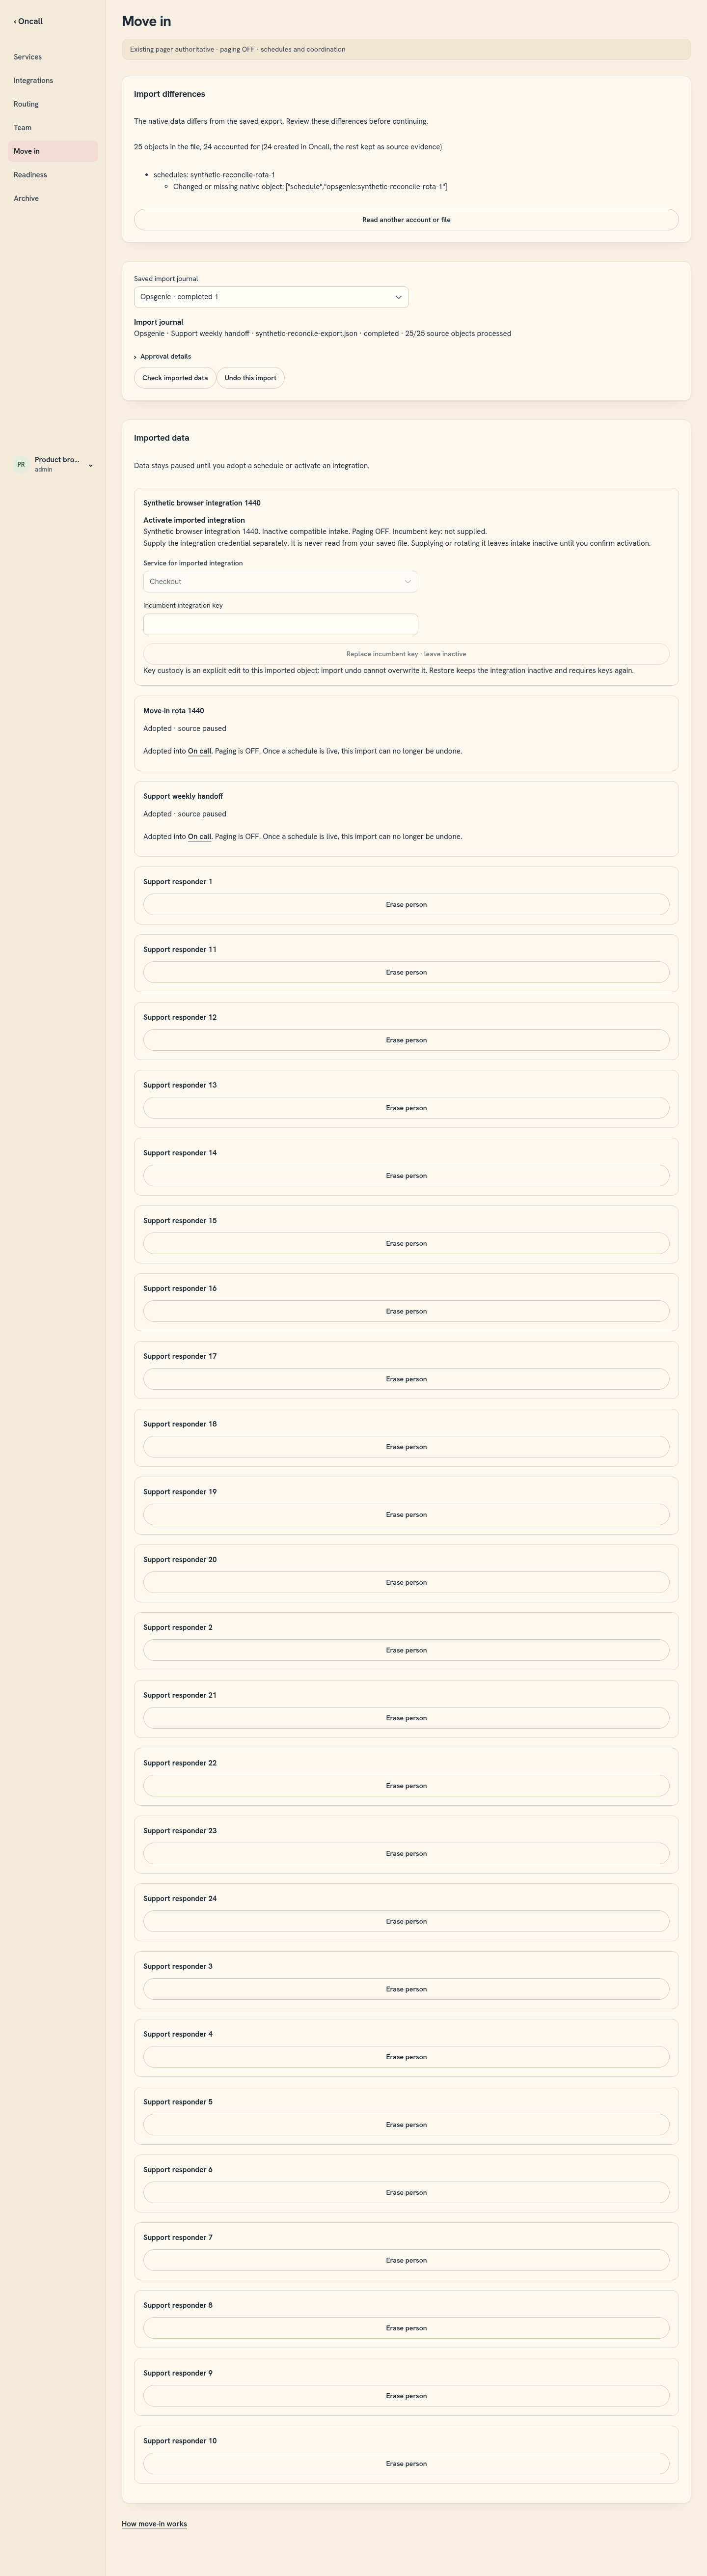 ‹ Oncall
Services
Integrations
Routing
Team
Move in
Readiness
Archive
PR
Product bro...
admin
Move in
Existing pager authoritative · paging OFF · schedules and coordination
Import differences
The native data differs from the saved export. Review these differences before continuing.
25 objects in the file, 24 accounted for (24 created in Oncall, the rest kept as source evidence)
schedules: synthetic-reconcile-rota-1
Changed or missing native object: ["schedule","opsgenie:synthetic-reconcile-rota-1"]
Read another account or file
Saved import journal
Opsgenie · completed 1
Import journal
Opsgenie · Support weekly handoff · synthetic-reconcile-export.json · completed · 25/25 source objects processed
› Approval details
Check imported data
Undo this import
Imported data
Data stays paused until you adopt a schedule or activate an integration.
Synthetic browser integration 1440
Activate imported integration
Synthetic browser integration 1440. Inactive compatible intake. Paging OFF. Incumbent key: not supplied.
Supply the integration credential separately. It is never read from your saved file. Supplying or rotating it leaves intake inactive until you confirm activation.
Service for imported integration
Checkout
Incumbent integration key
Replace incumbent key · leave inactive
Key custody is an explicit edit to this imported object; import undo cannot overwrite it. Restore keeps the integration inactive and requires keys again.
Move-in rota 1440
Adopted · source paused
Adopted into On call. Paging is OFF. Once a schedule is live, this import can no longer be undone.
Support weekly handoff
Adopted · source paused
Adopted into On call. Paging is OFF. Once a schedule is live, this import can no longer be undone.
Support responder 1
Erase person
Support responder 11
Erase person
Support responder 12
Erase person
Support responder 13
Erase person
Support responder 14
Erase person
Support responder 15
Erase person
Support responder 16
Erase person
Support responder 17
Erase person
Support responder 18
Erase person
Support responder 19
Erase person
Support responder 20
Erase person
Support responder 2
Erase person
Support responder 21
Erase person
Support responder 22
Erase person
Support responder 23
Erase person
Support responder 24
Erase person
Support responder 3
Erase person
Support responder 4
Erase person
Support responder 5
Erase person
Support responder 6
Erase person
Support responder 7
Erase person
Support responder 8
Erase person
Support responder 9
Erase person
Support responder 10
Erase person
How move-in works